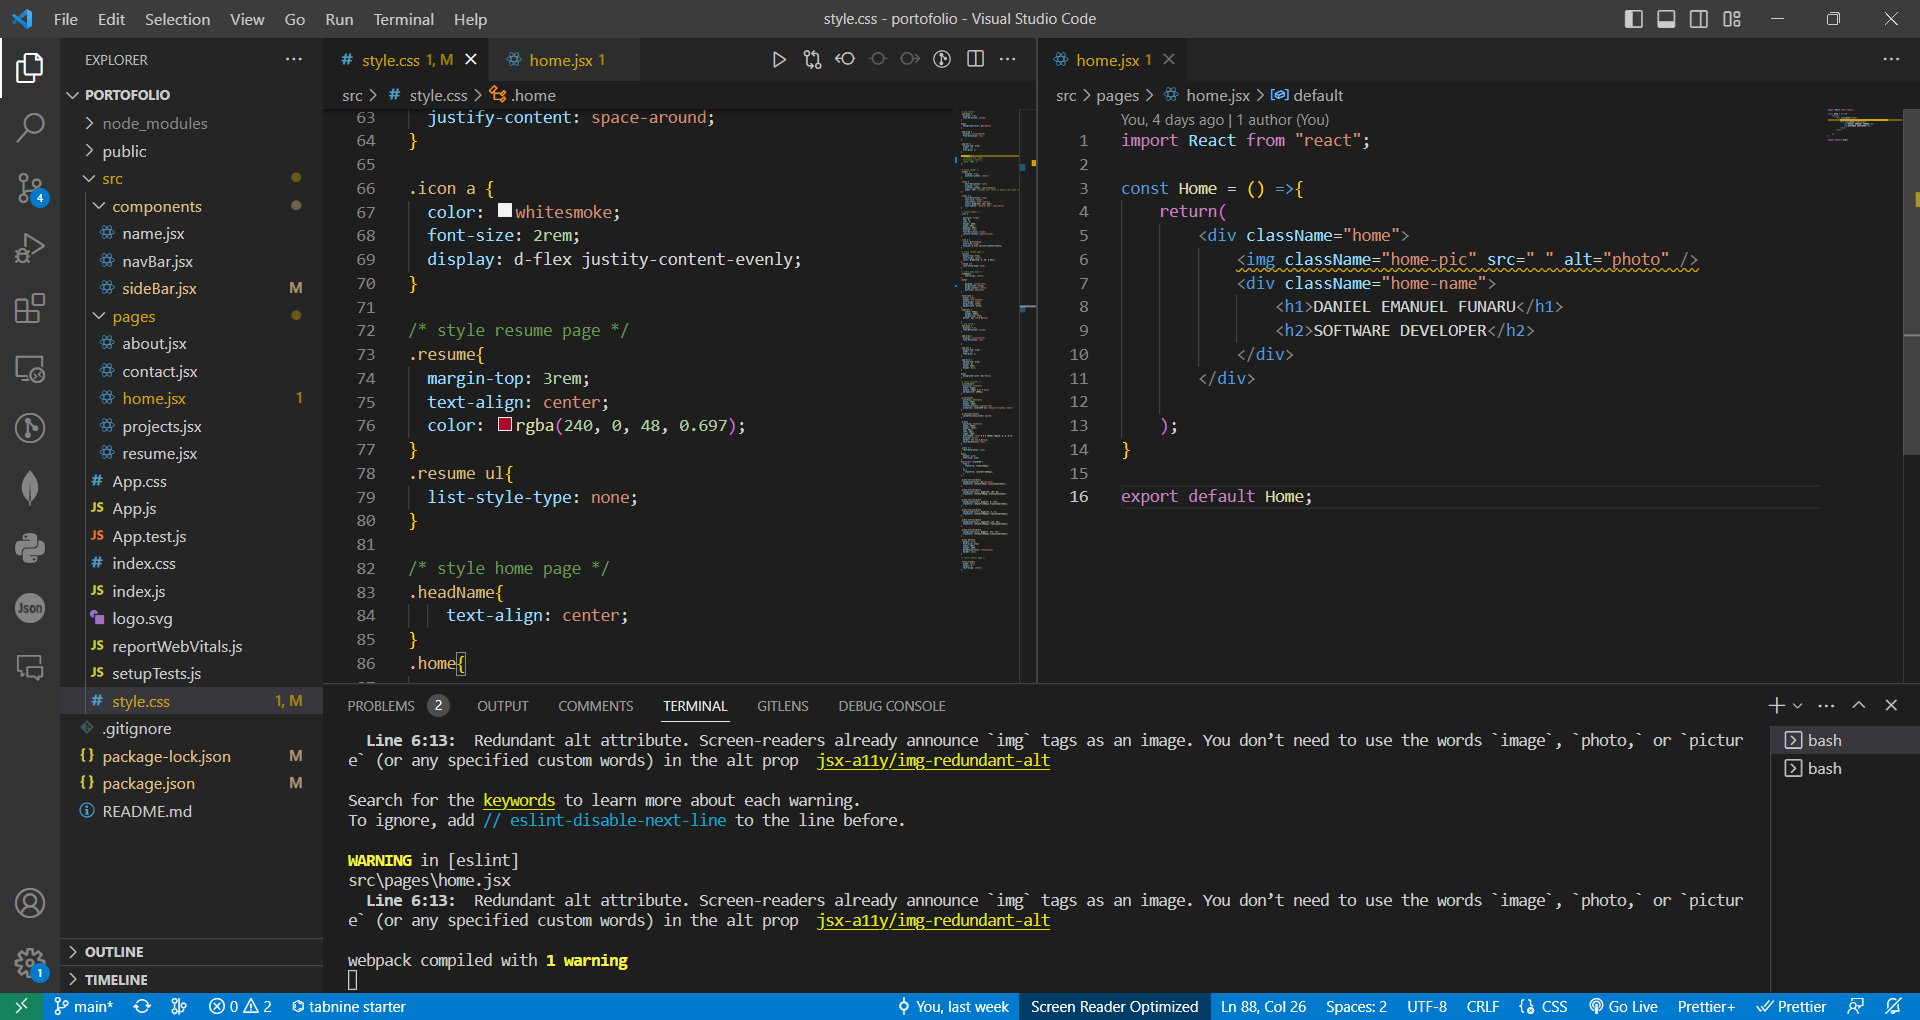 File Edit Selection View Go Run Terminal Help
style.css - portofolio - Visual Studio Code
EXPLORER
PORTOFOLIO
node_modules
public
src
components
name.jsx
navBar.jsx
sideBar.jsx M
pages
about.jsx
contact.jsx
home.jsx 1
projects.jsx
resume.jsx
# App.css
JS App.js
JS App.test.js
# index.css
JS index.js
logo.svg
JS reportWebVitals.js
JS setupTests.js
# style.css 1, M
.gitignore
{} package-lock.json M
{} package.json M
README.md
OUTLINE
TIMELINE
4
Json
1
# style.css 1, M
home.jsx 1
src > # style.css > .home
63 justify-content: space-around;
64 }
65
66 .icon a {
67 color: whitesmoke;
68 font-size: 2rem;
69 display: d-flex justity-content-evenly;
70 }
71
72 /* style resume page */
73 .resume{
74 margin-top: 3rem;
75 text-align: center;
76 color: rgba(240, 0, 48, 0.697);
77 }
78 .resume ul{
79 list-style-type: none;
80 }
81
82 /* style home page */
83 .headName{
84 text-align: center;
85 }
86 .home{
home.jsx 1
src > pages > home.jsx > default
You, 4 days ago | 1 author (You)
1 import React from "react";
2
3 const Home = () =>{
4 return(
5 <div className="home">
6 <img className="home-pic" src=" " alt="photo" />
7 <div className="home-name">
8 <h1>DANIEL EMANUEL FUNARU</h1>
9 <h2>SOFTWARE DEVELOPER</h2>
10 </div>
11 </div>
12
13 );
14 }
15
16 export default Home;
PROBLEMS 2 OUTPUT COMMENTS TERMINAL GITLENS DEBUG CONSOLE
Line 6:13: Redundant alt attribute. Screen-readers already announce `img` tags as an image. You don’t need to use the words `image`, `photo,` or `pictur
e` (or any specified custom words) in the alt prop jsx-a11y/img-redundant-alt
Search for the keywords to learn more about each warning.
To ignore, add // eslint-disable-next-line to the line before.
WARNING in [eslint]
src\pages\home.jsx
Line 6:13: Redundant alt attribute. Screen-readers already announce `img` tags as an image. You don’t need to use the words `image`, `photo,` or `pictur
e` (or any specified custom words) in the alt prop jsx-a11y/img-redundant-alt
webpack compiled with 1 warning
bash
bash
main* 0 2 tabnine starter You, last week Screen Reader Optimized Ln 88, Col 26 Spaces: 2 UTF-8 CRLF {} CSS Go Live Prettier+ Prettier